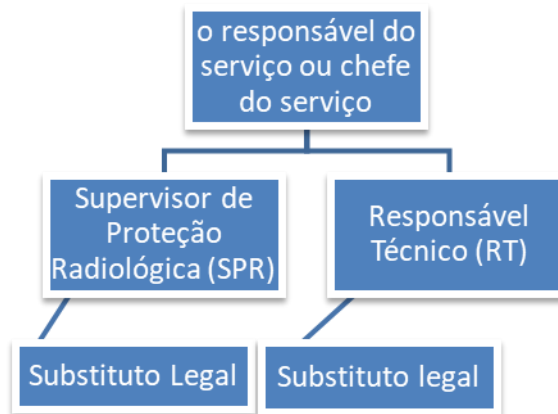 o responsável do
serviço ou chefe
do serviço
Supervisor de
Proteção
Radiológica (SPR)
Responsável
Técnico (RT)
Substituto Legal
Substituto legal